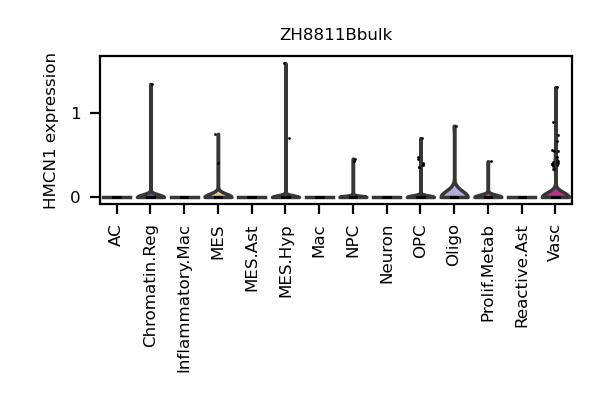 ZH8811Bbulk
HMCN1 expression
1
0
AC
Chromatin.Reg
Inflammatory.Mac
MES
MES.Ast
MES.Hyp
Mac
NPC
Neuron
OPC
Oligo
Prolif.Metab
Reactive.Ast
Vasc